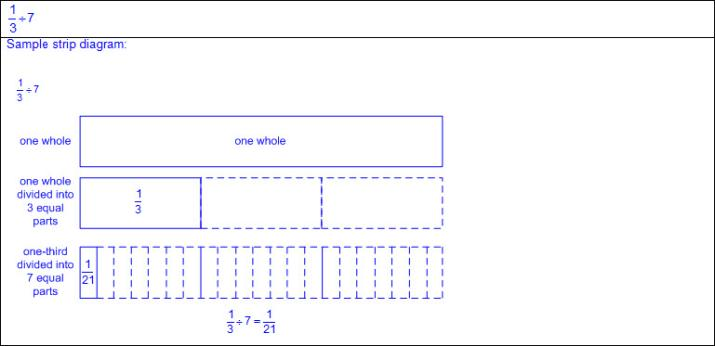 1/3 ÷ 7
Sample strip diagram:
1/3 ÷ 7
one whole
one whole
one whole
divided into
3 equal
parts
1/3
one-third
divided into
7 equal
parts
1/21
1/3 ÷ 7 = 1/21